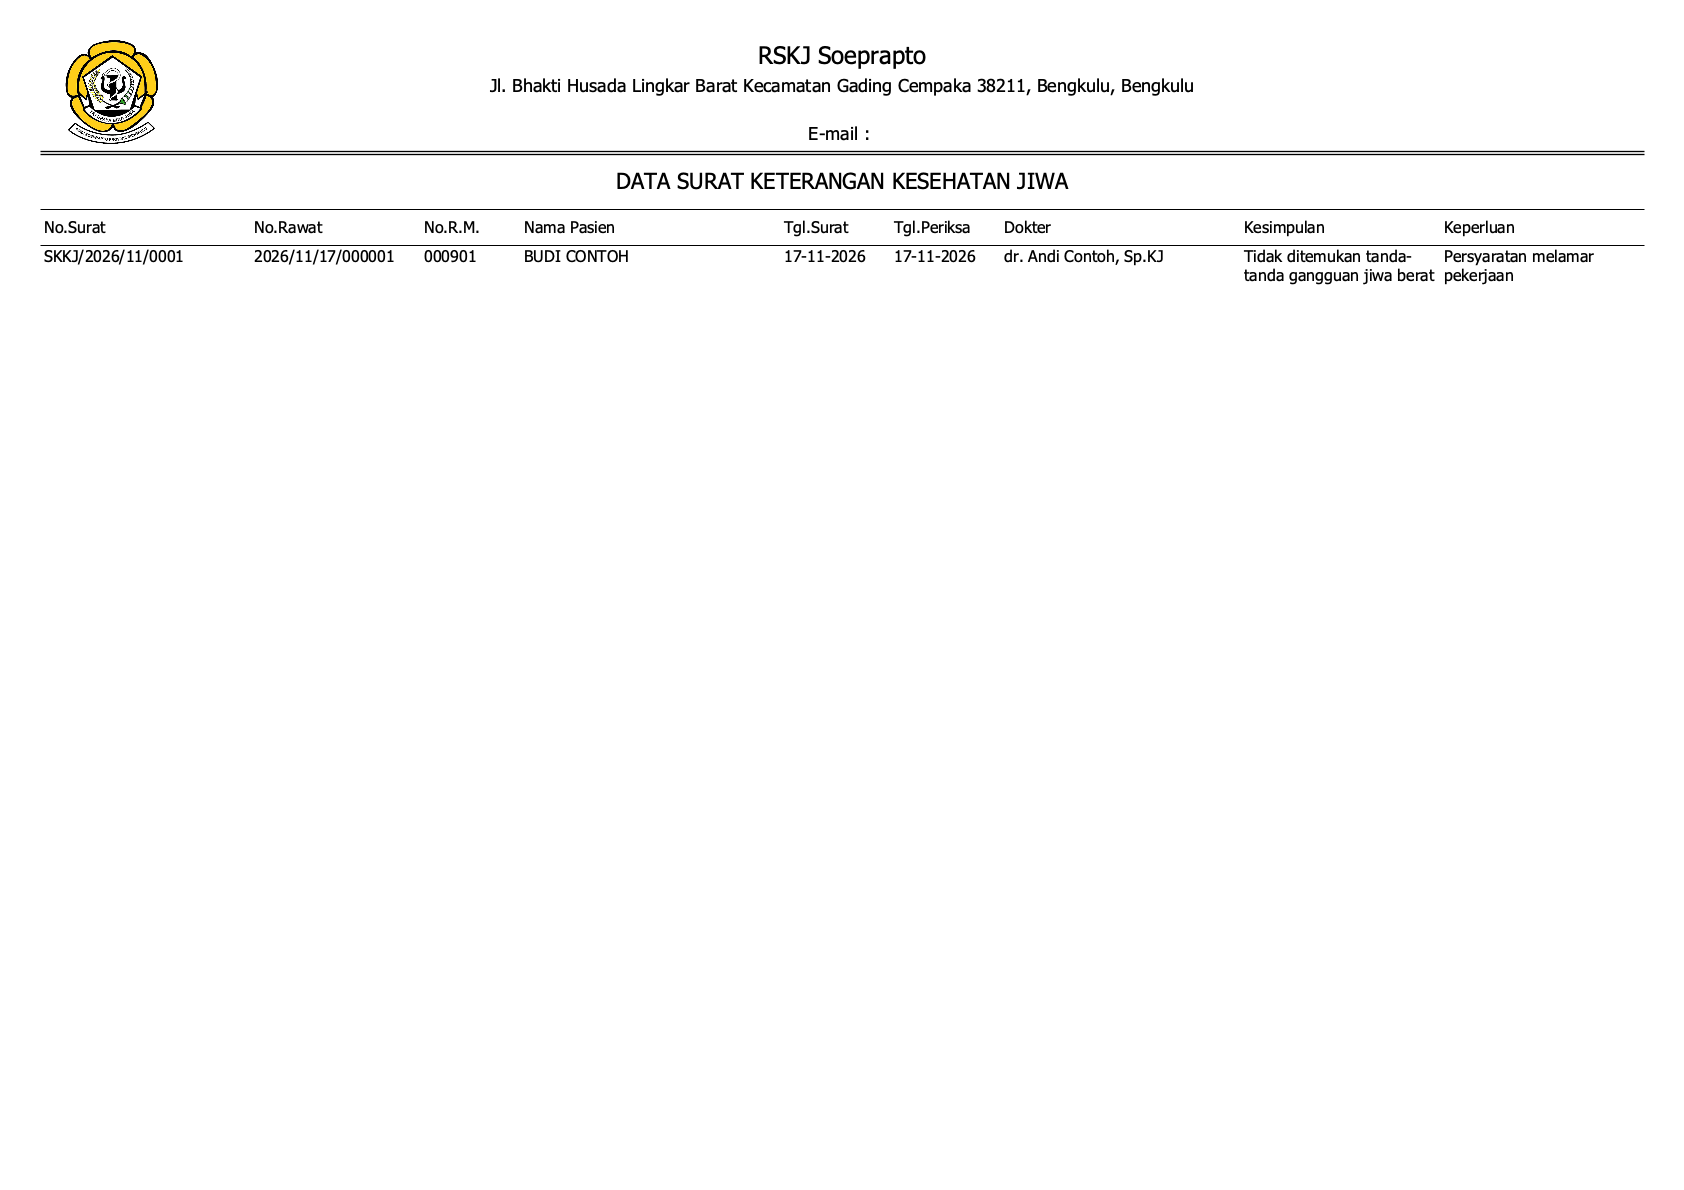 RSKJ Soeprapto
Jl. Bhakti Husada Lingkar Barat Kecamatan Gading Cempaka 38211, Bengkulu, Bengkulu
E-mail :
DATA SURAT KETERANGAN KESEHATAN JIWA
No.Surat No.Rawat No.R.M. Nama Pasien Tgl.Surat Tgl.Periksa Dokter Kesimpulan Keperluan
SKKJ/2026/11/0001 2026/11/17/000001 000901 BUDI CONTOH 17-11-2026 17-11-2026 dr. Andi Contoh, Sp.KJ Tidak ditemukan tanda- Persyaratan melamar
tanda gangguan jiwa berat pekerjaan